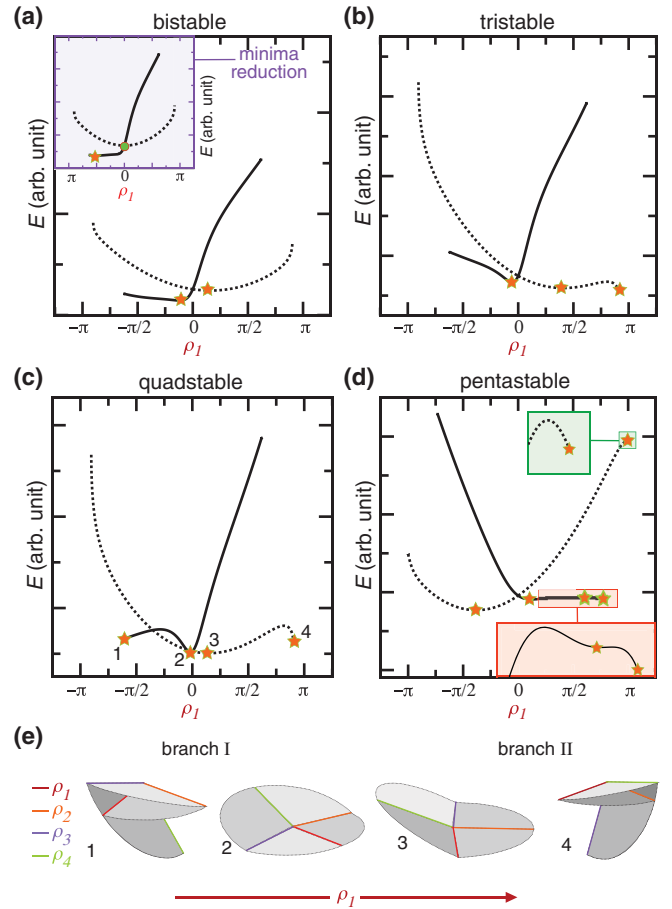 (a) bistable
minima
reduction
E (arb. unit)
π 0 π
ρ1
E (arb. unit)
−π −π/2 0 π/2 π
ρ1
(b) tristable
E (arb. unit)
−π −π/2 0 π/2 π
ρ1
(c) quadstable
E (arb. unit)
1 2 3 4
−π −π/2 0 π/2 π
ρ1
(d) pentastable
E (arb. unit)
−π −π/2 0 π/2 π
ρ1
(e)
branch I branch II
ρ1
ρ2
ρ3
ρ4
1 2 3 4
ρ1